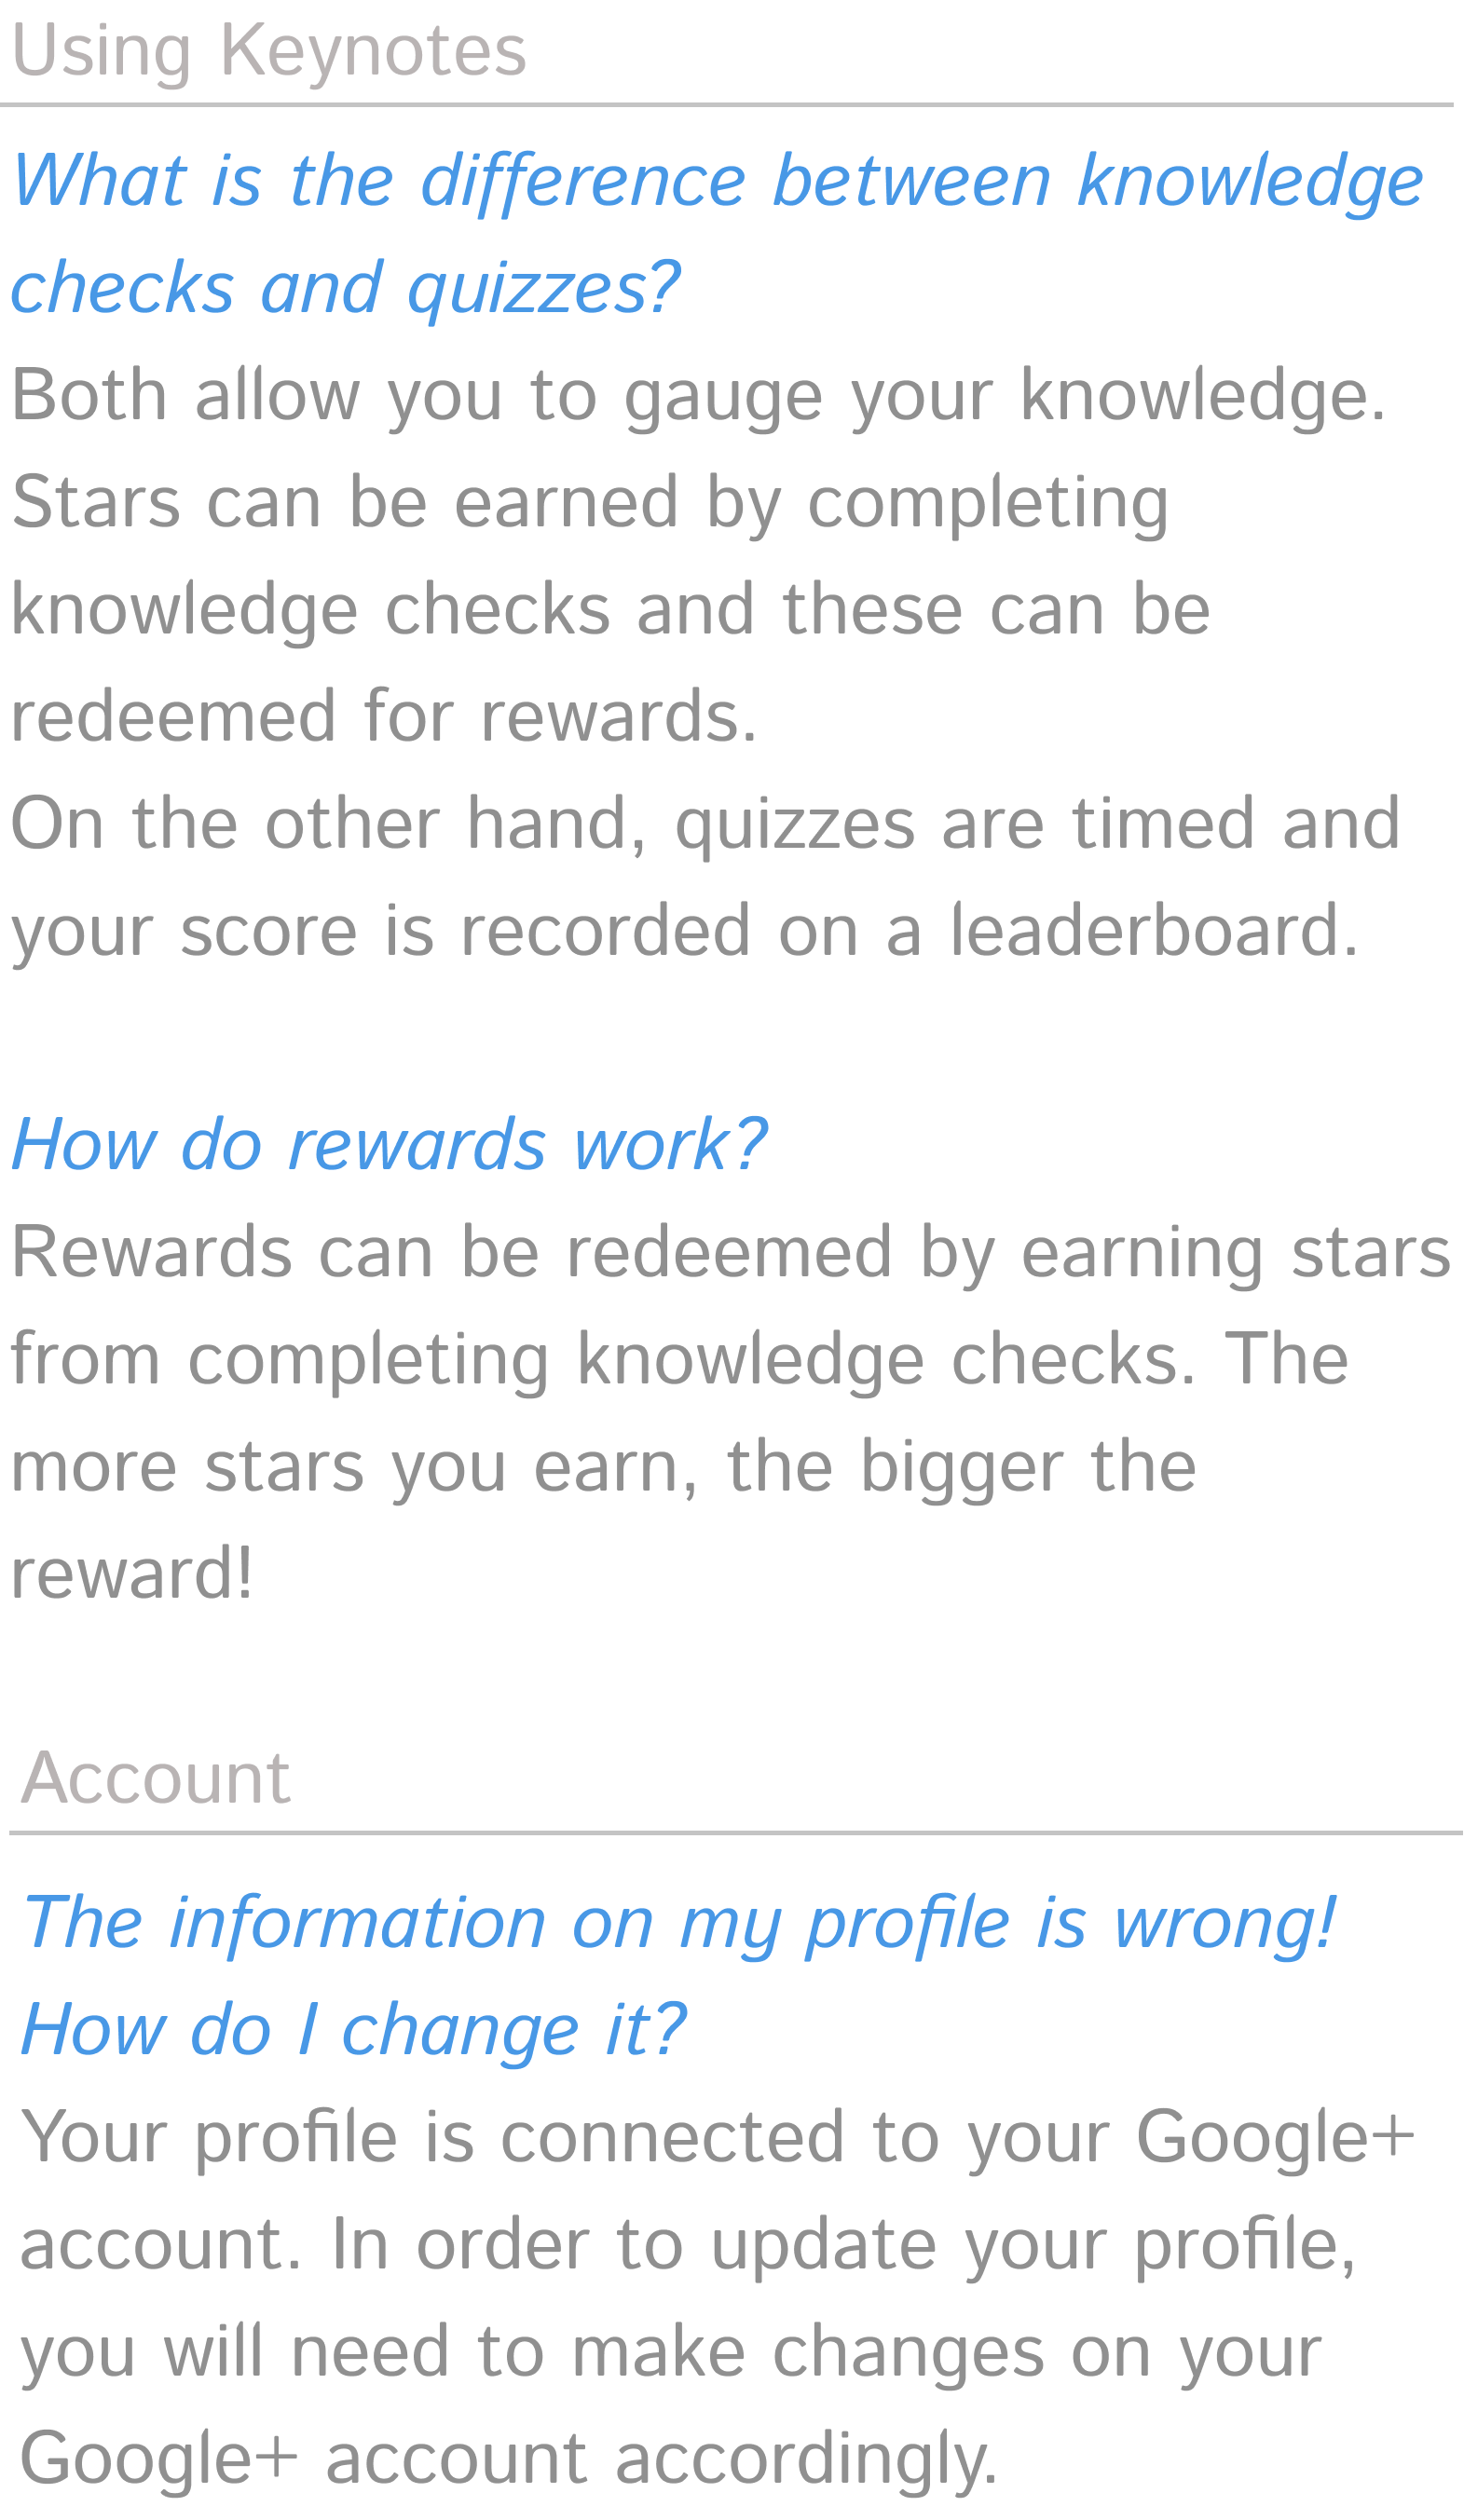 Using Keynotes
What is the difference between knowledge
checks and quizzes?
Both allow you to gauge your knowledge.
Stars can be earned by completing
knowledge checks and these can be
redeemed for rewards.
On the other hand, quizzes are timed and
your score is recorded on a leaderboard.
How do rewards work?
Rewards can be redeemed by earning stars
from completing knowledge checks. The
more stars you earn, the bigger the
reward!
Account
The information on my profile is wrong!
How do I change it?
Your profile is connected to your Google+
account. In order to update your profile,
you will need to make changes on your
Google+ account accordingly.